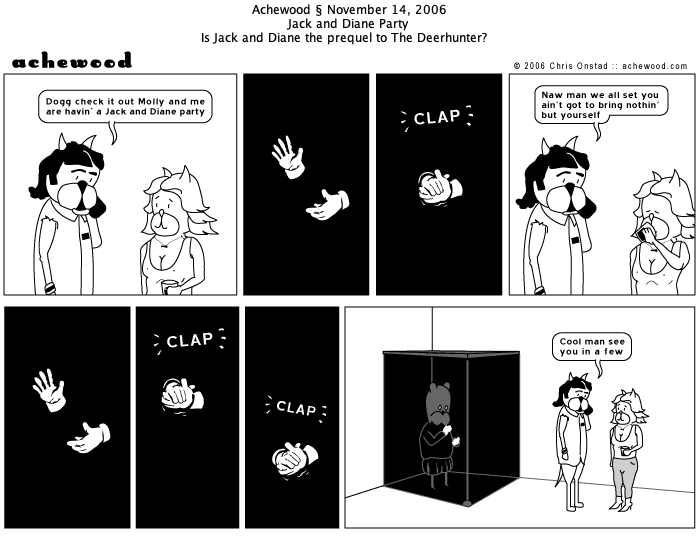 Achewood § November 14, 2006
Jack and Diane Party
Is Jack and Diane the prequel to The Deerhunter?
achewood
© 2006 Chris Onstad :: achewood.com
Dogg check it out Molly and me
are havin' a Jack and Diane party
CLAP
Naw man we all set you
ain't got to bring nothin'
but yourself
CLAP
CLAP
Cool man see
you in a few